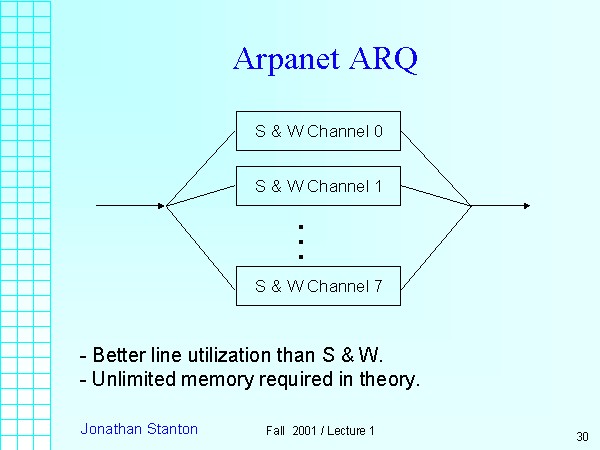 Arpanet ARQ
S & W Channel 0
S & W Channel 1
S & W Channel 7
- Better line utilization than S & W.
- Unlimited memory required in theory.
Jonathan Stanton
Fall 2001 / Lecture 1
30